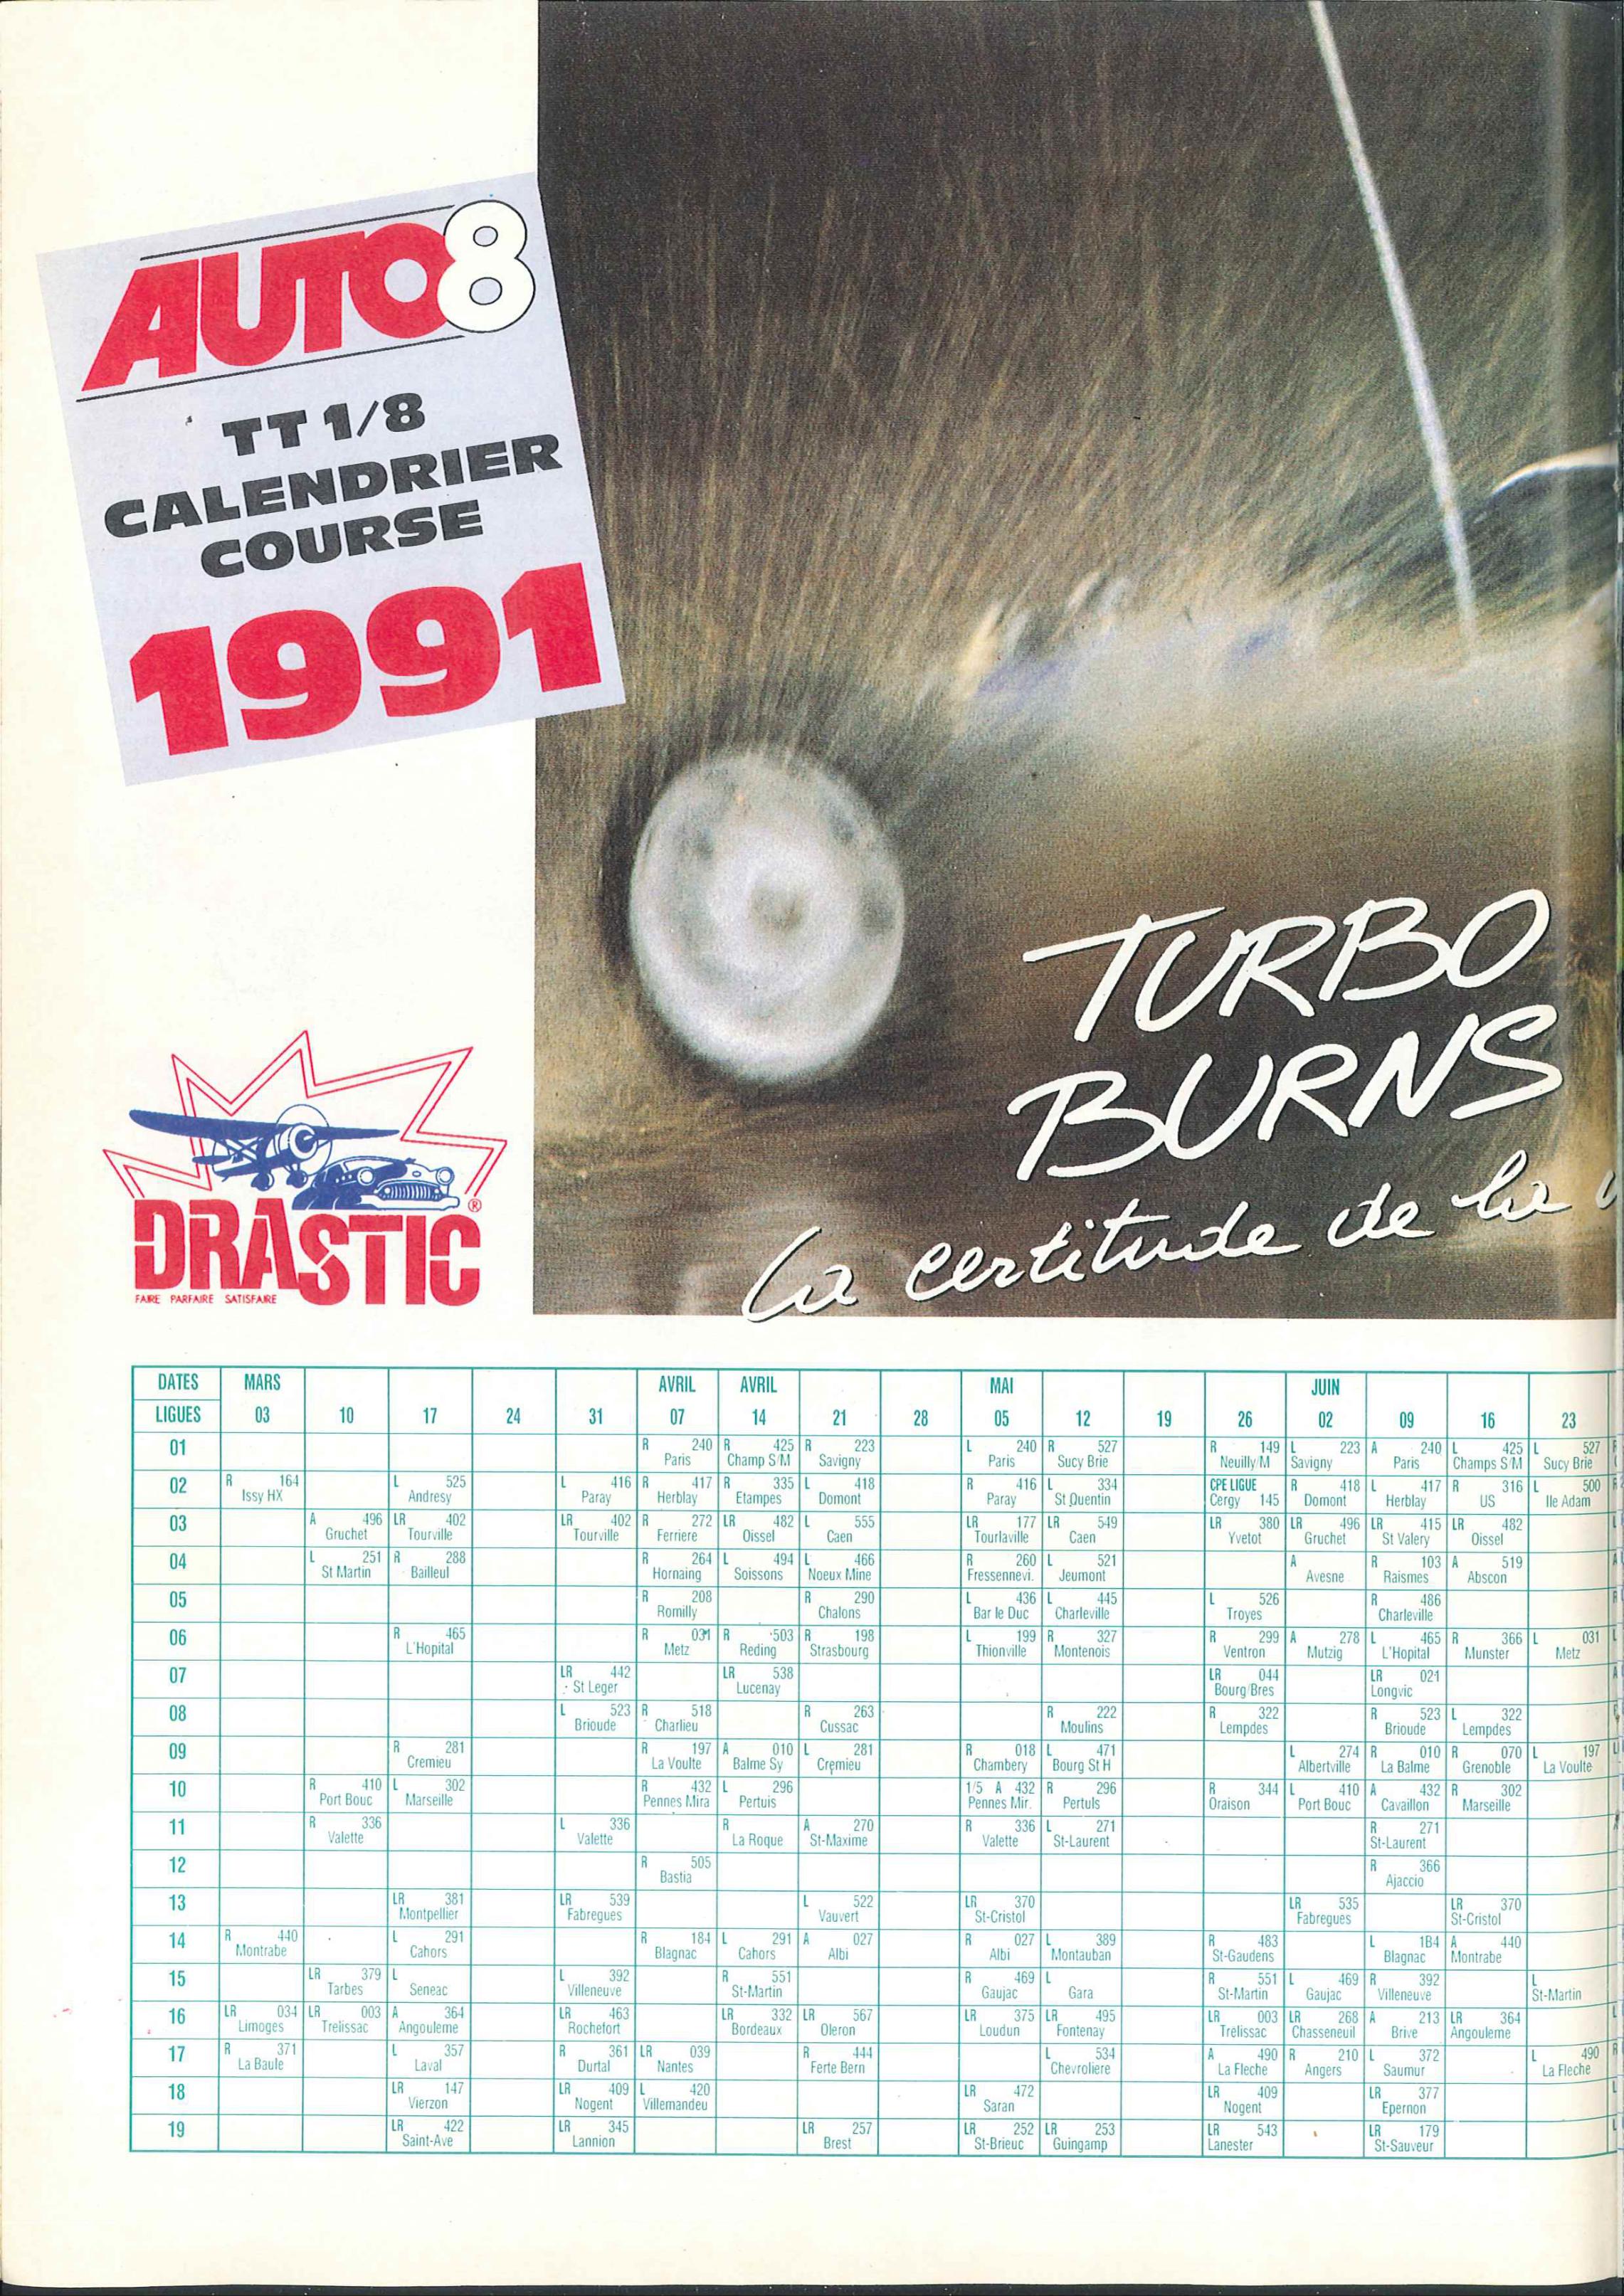 AUTO8
TT 1/8
CALENDRIER
COURSE
1991
TURBO
BURNS
La certitude de la
DRASTIC®
FAIRE PARFAIRE SATISFAIRE
DATES MARS AVRIL AVRIL MAI JUIN
LIGUES 03 10 17 24 31 07 14 21 28 05 12 19 26 02 09 16 23
01 R 240 R 425 R 223 L 240 R 527 R 149 L 223 A 240 L 425 L 527
Paris Champ S/M Savigny Paris Sucy Brie Neuilly/M Savigny Paris Champs S/M Sucy Brie
02 R 164 L 525 L 416 R 417 R 335 L 418 R 416 L 334 CPE LIGUE R 418 L 417 R 316 L 500
Issy HX Andresy Paray Herblay Etampes Domont Paray St Quentin Cergy 145 Domont Herblay US Ile Adam
03 A 496 LR 402 LR 402 R 272 LR 482 L 555 LR 177 LR 549 LR 380 LR 496 LR 415 LR 482
Gruchet Tourville Tourville Ferriere Oissel Caen Tourlaville Caen Yvetot Gruchet St Valery Oissel
04 L 251 R 288 R 264 L 494 L 466 R 260 L 521 A R 103 A 519
St Martin Bailleul Hornaing Soissons Noeux Mine Fressennevi. Jeumont Avesne Raismes Abscon
05 R 208 R 290 L 436 L 445 L 526 R 486
Romilly Chalons Bar le Duc Charleville Troyes Charleville
06 R 465 R 031 R 503 R 198 L 199 R 327 R 299 A 278 L 465 R 366 L 031
L'Hopital Metz Reding Strasbourg Thionville Montenois Ventron Mutzig L'Hopital Munster Metz
07 LR 442 LR 538 LR 044 LR 021
St Leger Lucenay Bourg/Bres Longvic
08 L 523 R 518 R 263 R 222 R 322 R 523 L 322
Brioude Charlieu Cussac Moulins Lempdes Brioude Lempdes
09 R 281 R 197 A 010 L 281 R 018 L 471 L 274 R 010 R 070 L 197
Cremieu La Voulte Balme Sy Cremieu Chambery Bourg St H Albertville La Balme Grenoble La Voulte
10 R 410 L 302 R 432 L 296 1/5 A 432 R 296 R 344 L 410 A 432 R 302
Port Bouc Marseille Pennes Mira Pertuis Pennes Mir. Pertuls Oraison Port Bouc Cavaillon Marseille
11 R 336 L 336 R A 270 R 336 L 271 R 271
Valette Valette La Roque St-Maxime Valette St-Laurent St-Laurent
12 R 505 R 366
Bastia Ajaccio
13 LR 381 LR 539 L 522 LR 370 LR 535 LR 370
Montpellier Fabregues Vauvert St-Cristol Fabregues St-Cristol
14 R 440 L 291 R 184 L 291 A 027 R 027 L 389 R 483 L 184 A 440
Montrabe Cahors Blagnac Cahors Albi Albi Montauban St-Gaudens Blagnac Montrabe
15 LR 379 L L 392 R 551 R 469 L R 551 L 469 R 392 L
Tarbes Seneac Villeneuve St-Martin Gaujac Gara St-Martin Gaujac Villeneuve St-Martin
16 LR 034 LR 003 A 364 LR 463 LR 332 LR 567 LR 375 LR 495 LR 003 LR 268 A 213 LR 364
Limoges Trelissac Angouleme Rochefort Bordeaux Oleron Loudun Fontenay Trelissac Chasseneuil Brive Angouleme
17 R 371 L 357 R 361 LR 039 R 444 L 534 A 490 R 210 L 372 L 490
La Baule Laval Durtal Nantes Ferte Bern Chevroliere La Fleche Angers Saumur La Fleche
18 LR 147 LR 409 L 420 LR 472 LR 409 LR 377
Vierzon Nogent Villemandeu Saran Nogent Epernon
19 LR 422 LR 345 LR 257 LR 252 LR 253 LR 543 LR 179
Saint-Ave Lannion Brest St-Brieuc Guingamp Lanester St-Sauveur